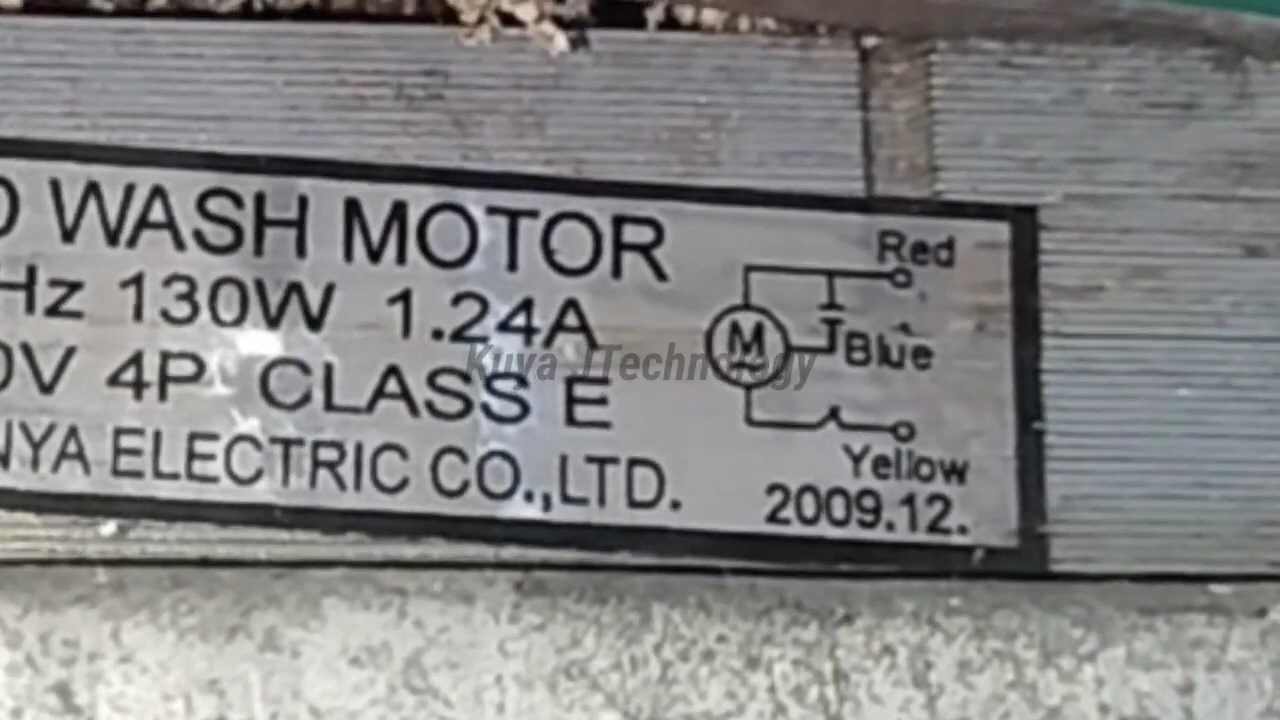 WASH MOTOR
Hz 130W 1.24A
0V 4P CLASS E
NYA ELECTRIC CO.,LTD.
Red
M
Blue
Yellow
2009.12.
Kuya JTechnology